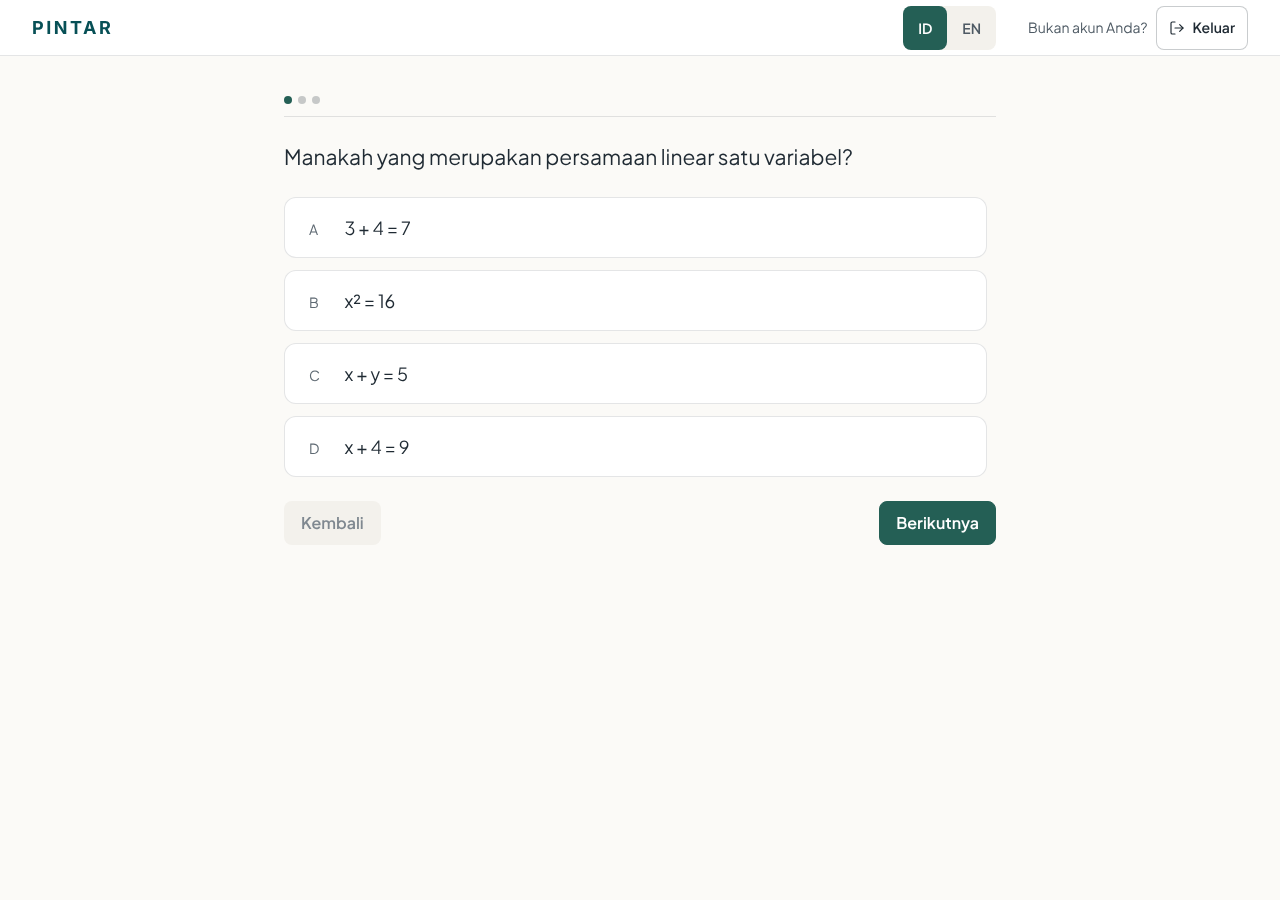 PINTAR
ID EN Bukan akun Anda? Keluar
Manakah yang merupakan persamaan linear satu variabel?
A 3 + 4 = 7
B x² = 16
C x + y = 5
D x + 4 = 9
Kembali Berikutnya